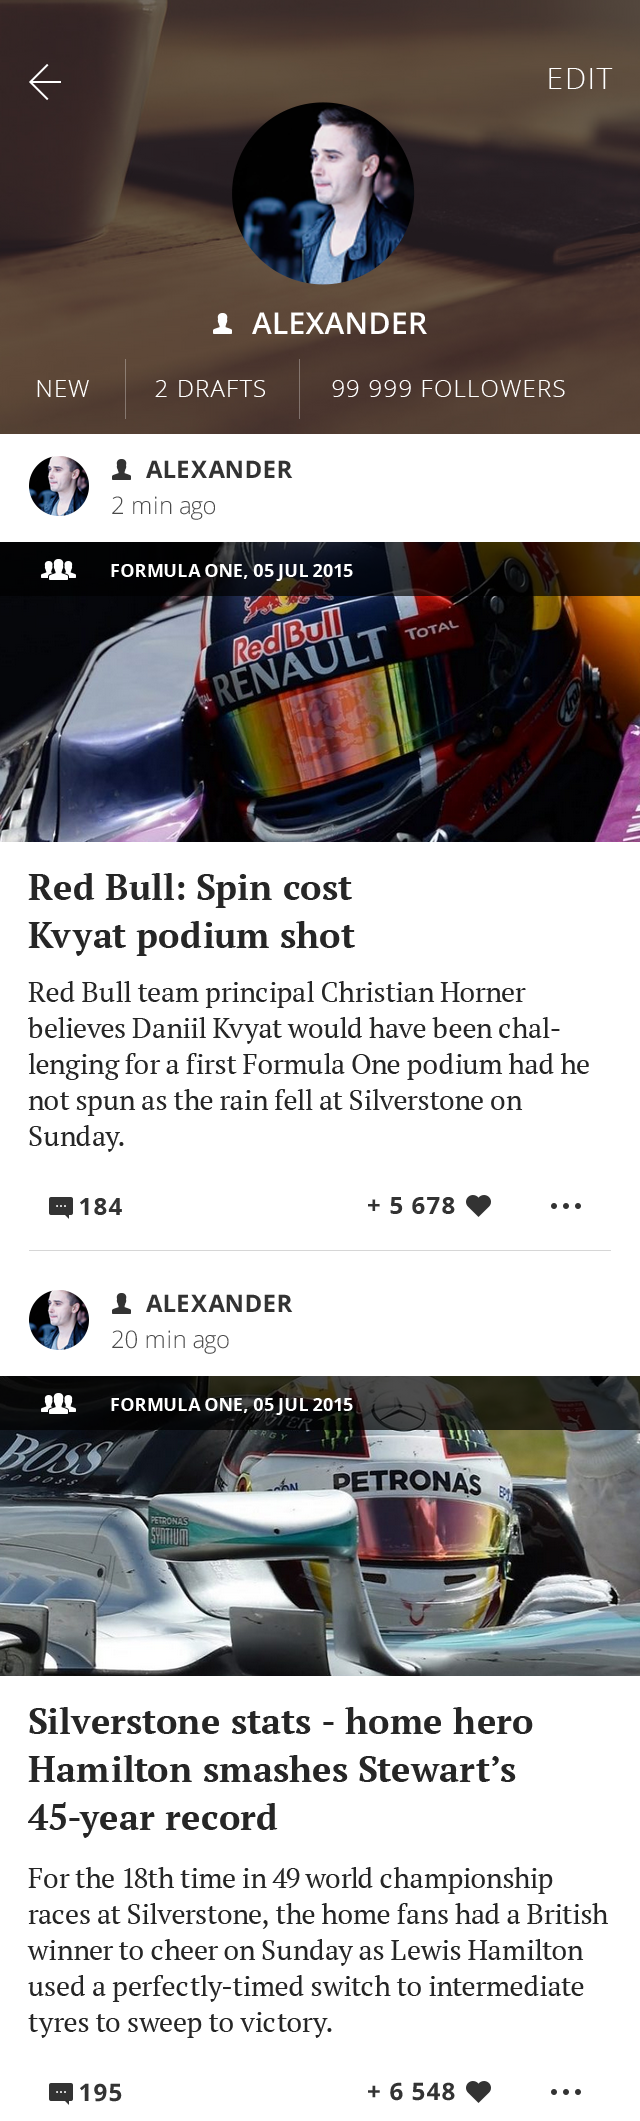 EDIT
ALEXANDER
NEW
2 DRAFTS
99 999 FOLLOWERS
ALEXANDER
2 min ago
FORMULA ONE, 05 JUL 2015
Red Bull
TOTAL
RENAULT
KVYAT
Red Bull: Spin cost
Kvyat podium shot
Red Bull team principal Christian Horner
believes Daniil Kvyat would have been chal-
lenging for a first Formula One podium had he
not spun as the rain fell at Silverstone on
Sunday.
184
+ 5 678
ALEXANDER
20 min ago
FORMULA ONE, 05 JUL 2015
BOSS
HUGO BOSS
PETRONAS
PETRONAS
SYNTIUM
Silverstone stats - home hero
Hamilton smashes Stewart’s
45-year record
For the 18th time in 49 world championship
races at Silverstone, the home fans had a British
winner to cheer on Sunday as Lewis Hamilton
used a perfectly-timed switch to intermediate
tyres to sweep to victory.
195
+ 6 548